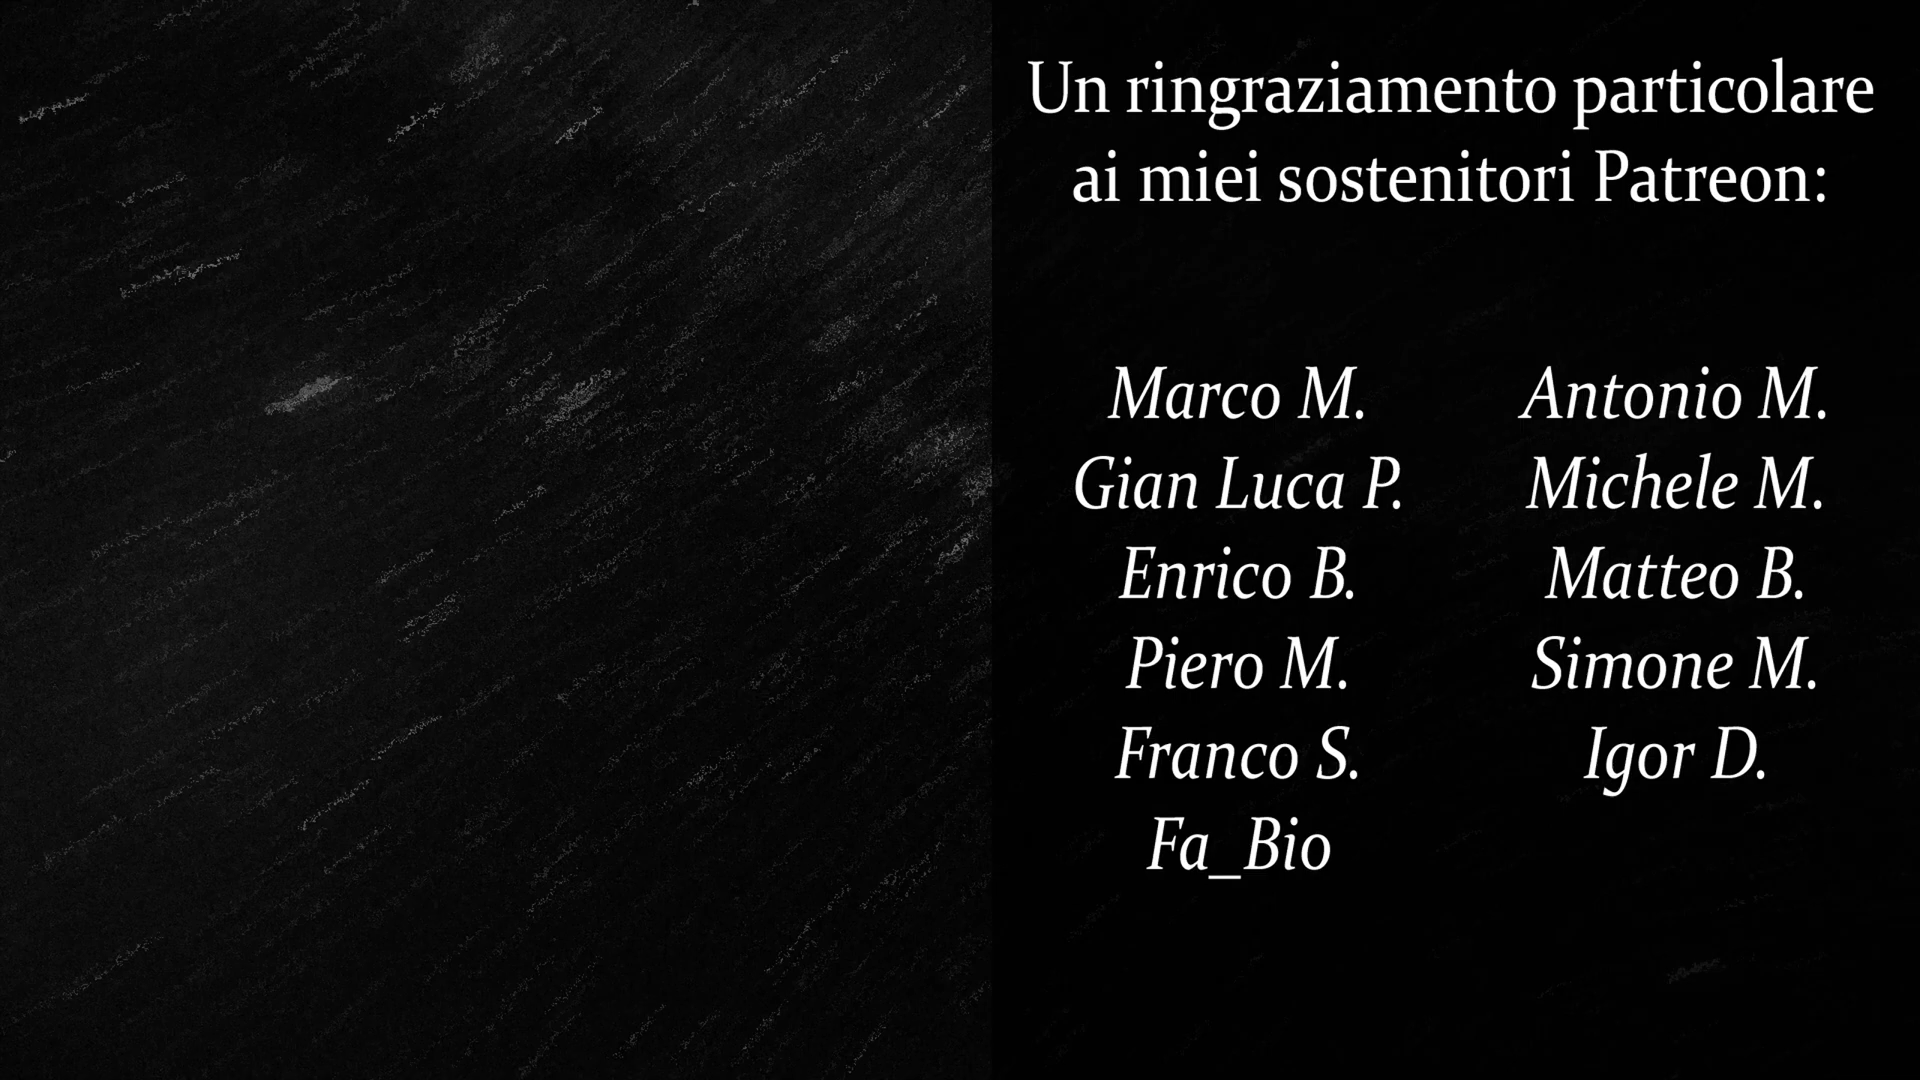 Un ringraziamento particolare
ai miei sostenitori Patreon:
Marco M.
Gian Luca P.
Enrico B.
Piero M.
Franco S.
Fa_Bio
Antonio M.
Michele M.
Matteo B.
Simone M.
Igor D.